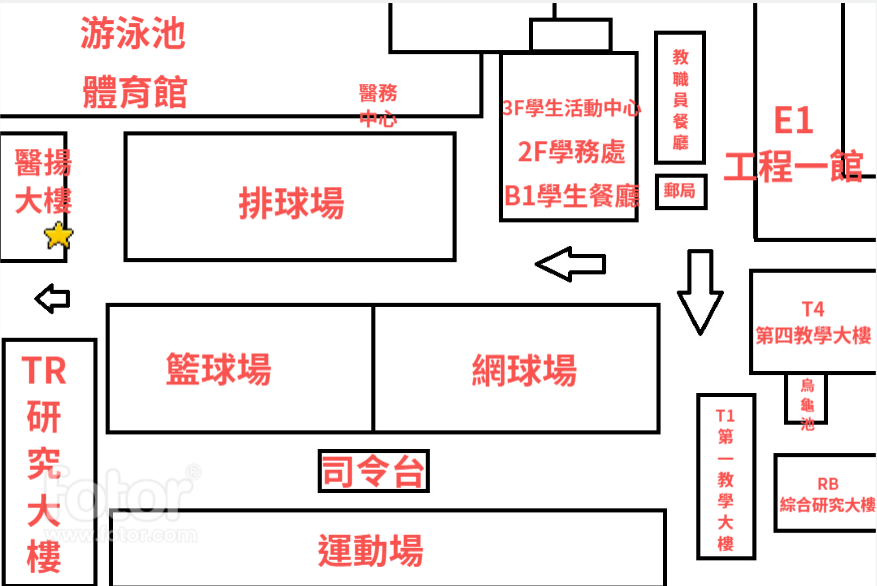 游泳池
體育館
醫務
中心
3F學生活動中心
2F學務處
B1學生餐廳
教
職
員
餐
廳
郵局
E1
工程一館
醫揚
大樓
排球場
T4
第四教學大樓
烏
龜
池
TR
研
究
大
樓
籃球場
網球場
T1
第
一
教
學
大
樓
司令台
RB
綜合研究大樓
運動場
fotor®
www.fotor.com